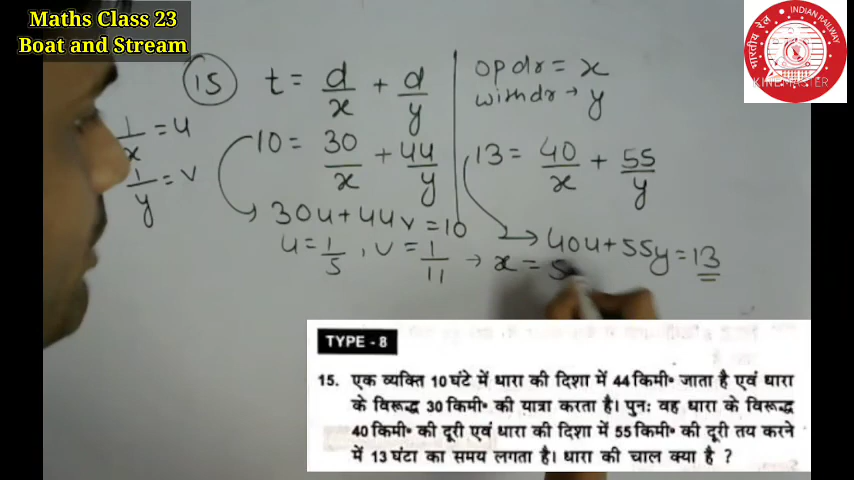 Maths Class 23
Boat and Stream
भारतीय रेल INDIAN RAILWAY
KINEMASTER
15
t = d/x + d/y
op dr = x
with dr → y
1/x = u
1/y = v
10 = 30/x + 44/y
13 = 40/x + 55/y
30u + 44v = 10
40u + 55y = 13
u = 1/5 , v = 1/11 → x = 5
TYPE - 8
15. एक व्यक्ति 10 घंटे में धारा की दिशा में 44 किमी॰ जाता है एवं धारा
के विरूद्ध 30 किमी॰ की यात्रा करता है। पुनः वह धारा के विरूद्ध
40 किमी॰ की दूरी एवं धारा की दिशा में 55 किमी॰ की दूरी तय करने
में 13 घंटा का समय लगता है। धारा की चाल क्या है ?